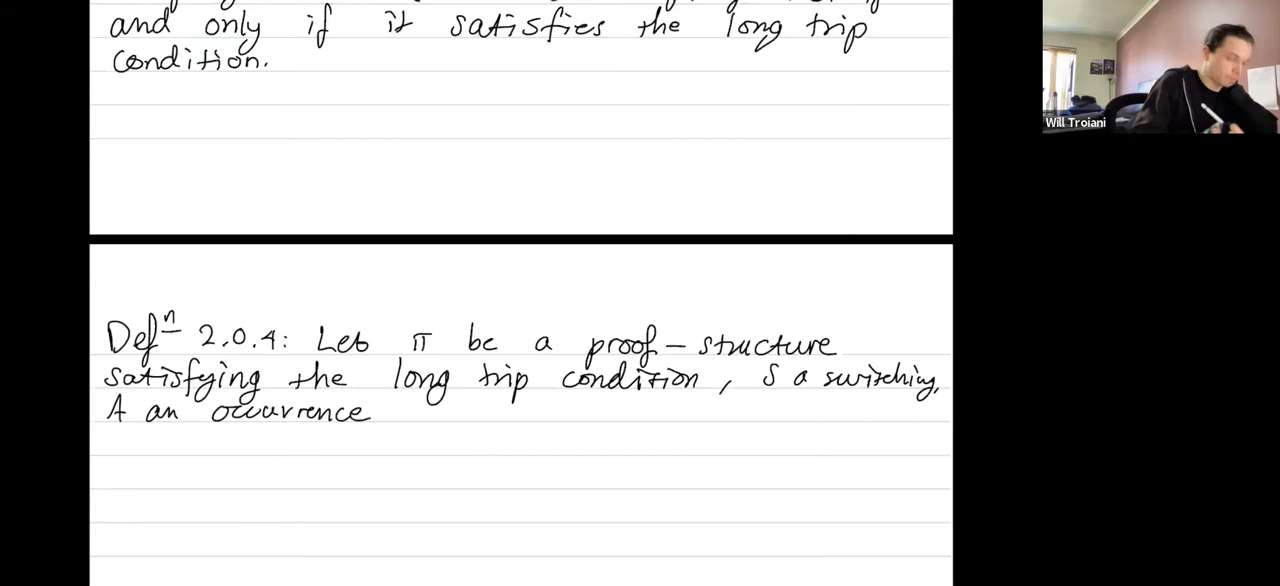 and only if it satisfies the long trip
condition.
Will Troiani
Defⁿ 2.0.4: Let π be a proof-structure
satisfying the long trip condition, S a switching,
A an occurrence